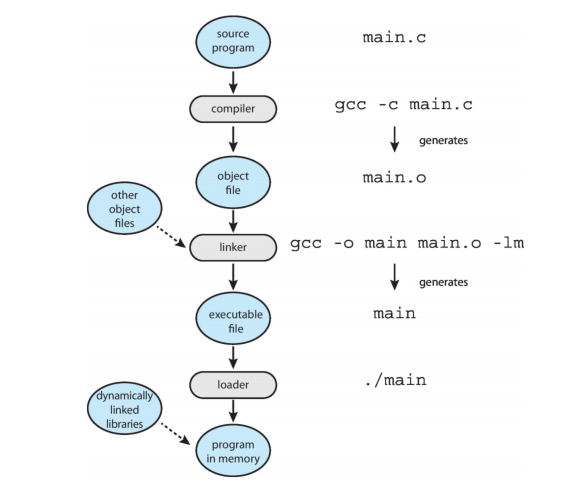 source
program
main.c
compiler
gcc -c main.c
generates
object
file
main.o
other
object
files
linker
gcc -o main main.o -lm
generates
executable
file
main
loader
./main
dynamically
linked
libraries
program
in memory